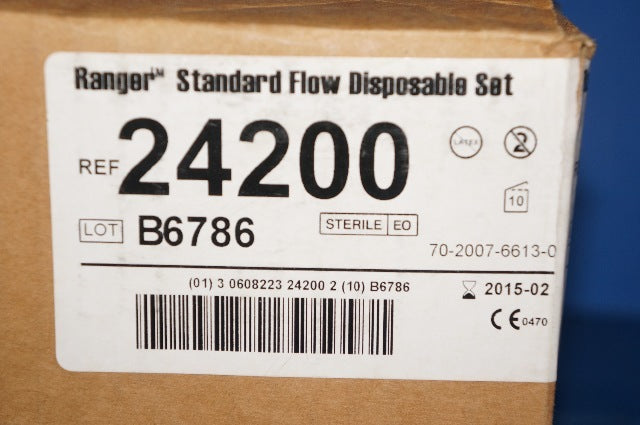 Ranger™ Standard Flow Disposable Set
REF 24200
2
10
LOT B6786
STERILE EO
70-2007-6613-0
(01) 3 0608223 24200 2 (10) B6786
2015-02
CE 0470